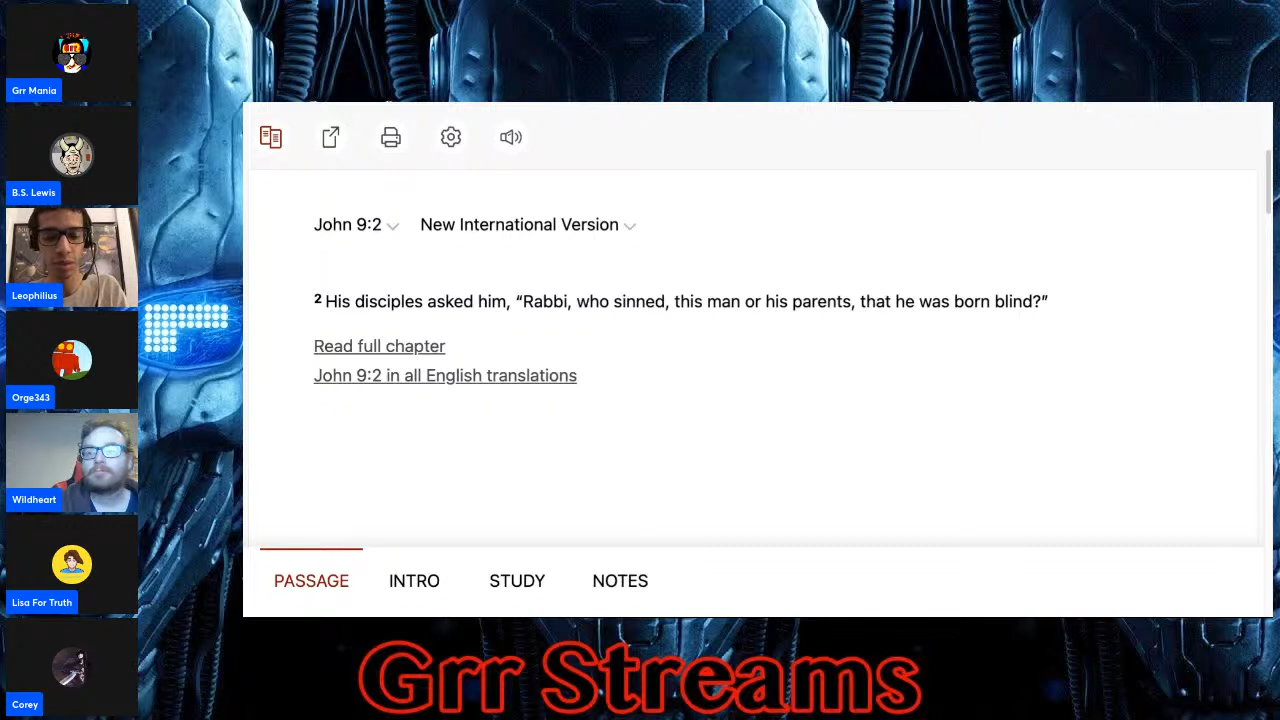 Grr Mania
B.S. Lewis
Leophilius
Orge343
Wildheart
Lisa For Truth
Corey
John 9:2 New International Version
2 His disciples asked him, “Rabbi, who sinned, this man or his parents, that he was born blind?”
Read full chapter
John 9:2 in all English translations
PASSAGE INTRO STUDY NOTES
Grr Streams